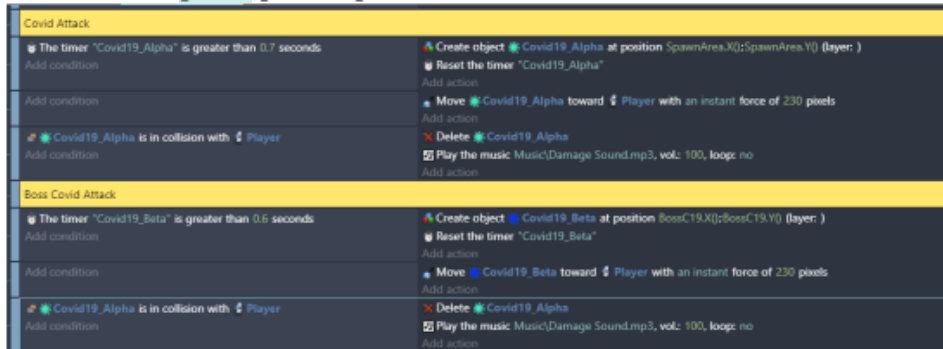 Covid Attack
The timer "Covid19_Alpha" is greater than 0.7 seconds
Add condition
Create object Covid19_Alpha at position SpawnArea.X();SpawnArea.Y() (layer: )
Reset the timer "Covid19_Alpha"
Add action
Add condition
Move Covid19_Alpha toward Player with an instant force of 230 pixels
Add action
Covid19_Alpha is in collision with Player
Add condition
Delete Covid19_Alpha
Play the music Music\Damage Sound.mp3, vol.: 100, loop: no
Add action
Boss Covid Attack
The timer "Covid19_Beta" is greater than 0.6 seconds
Add condition
Create object Covid19_Beta at position BossC19.X();BossC19.Y() (layer: )
Reset the timer "Covid19_Beta"
Add action
Add condition
Move Covid19_Beta toward Player with an instant force of 230 pixels
Add action
Covid19_Alpha is in collision with Player
Add condition
Delete Covid19_Alpha
Play the music Music\Damage Sound.mp3, vol.: 100, loop: no
Add action